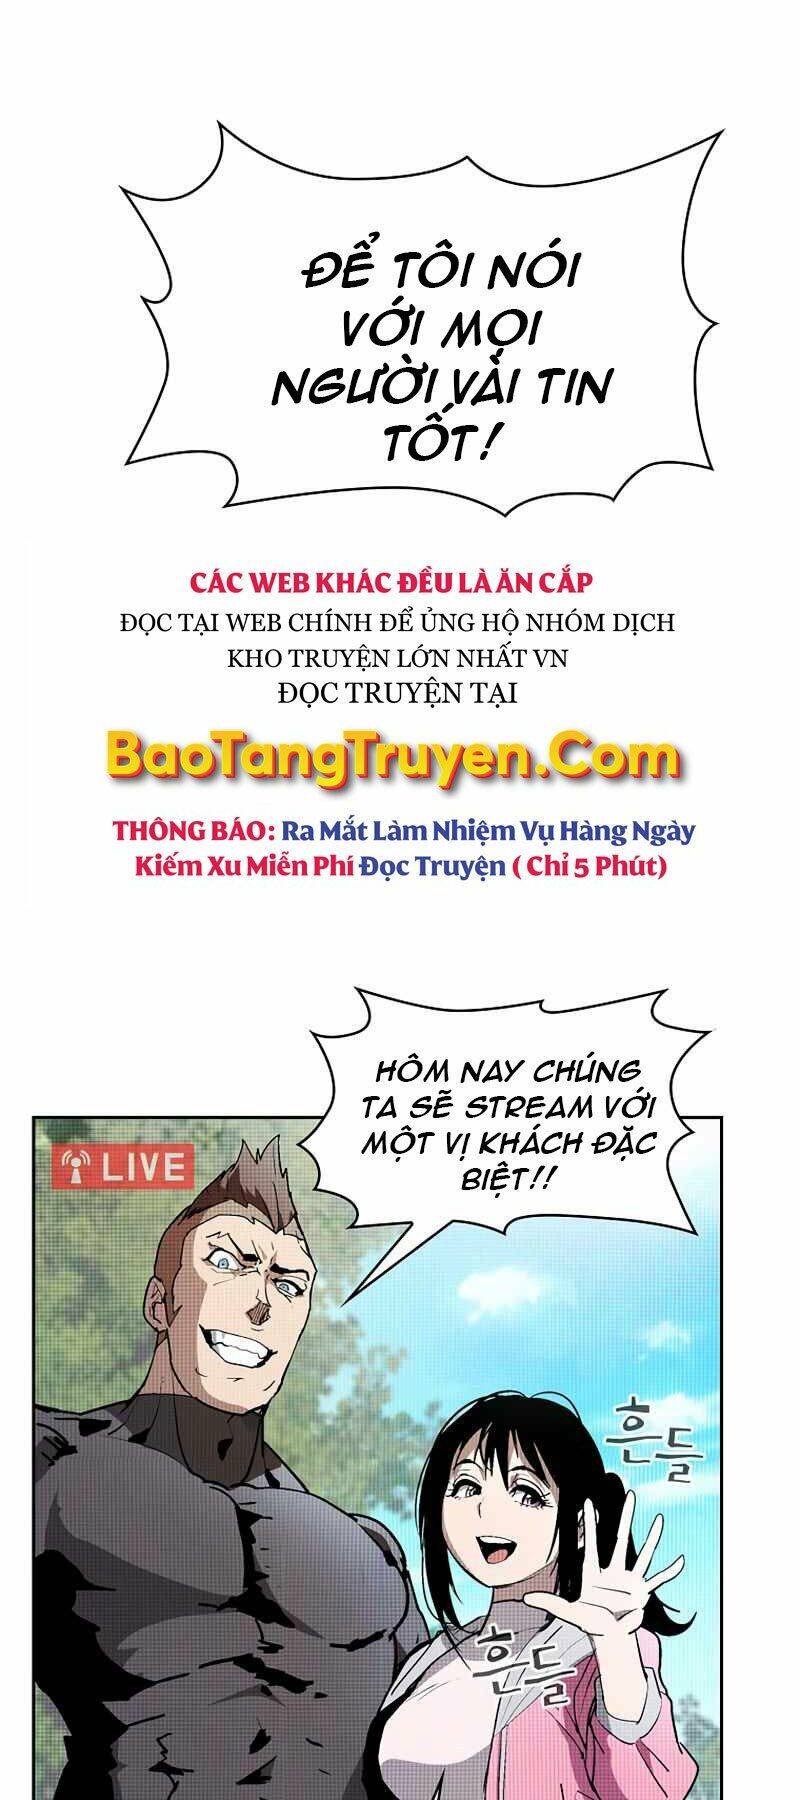 ĐỂ TÔI NÓI
VỚI MỌI
NGƯỜI VÀI TIN
TỐT!
CÁC WEB KHÁC ĐỀU LÀ ĂN CẮP
ĐỌC TẠI WEB CHÍNH ĐỂ ỦNG HỘ NHÓM DỊCH
KHO TRUYỆN LỚN NHẤT VN
ĐỌC TRUYỆN TẠI
BaoTangTruyen.Com
THÔNG BÁO: Ra Mắt Làm Nhiệm Vụ Hàng Ngày
Kiếm Xu Miễn Phí Đọc Truyện ( Chỉ 5 Phút)
HÔM NAY CHÚNG
TA SẼ STREAM VỚI
MỘT VỊ KHÁCH ĐẶC
BIỆT!!
LIVE
흔들
흔들